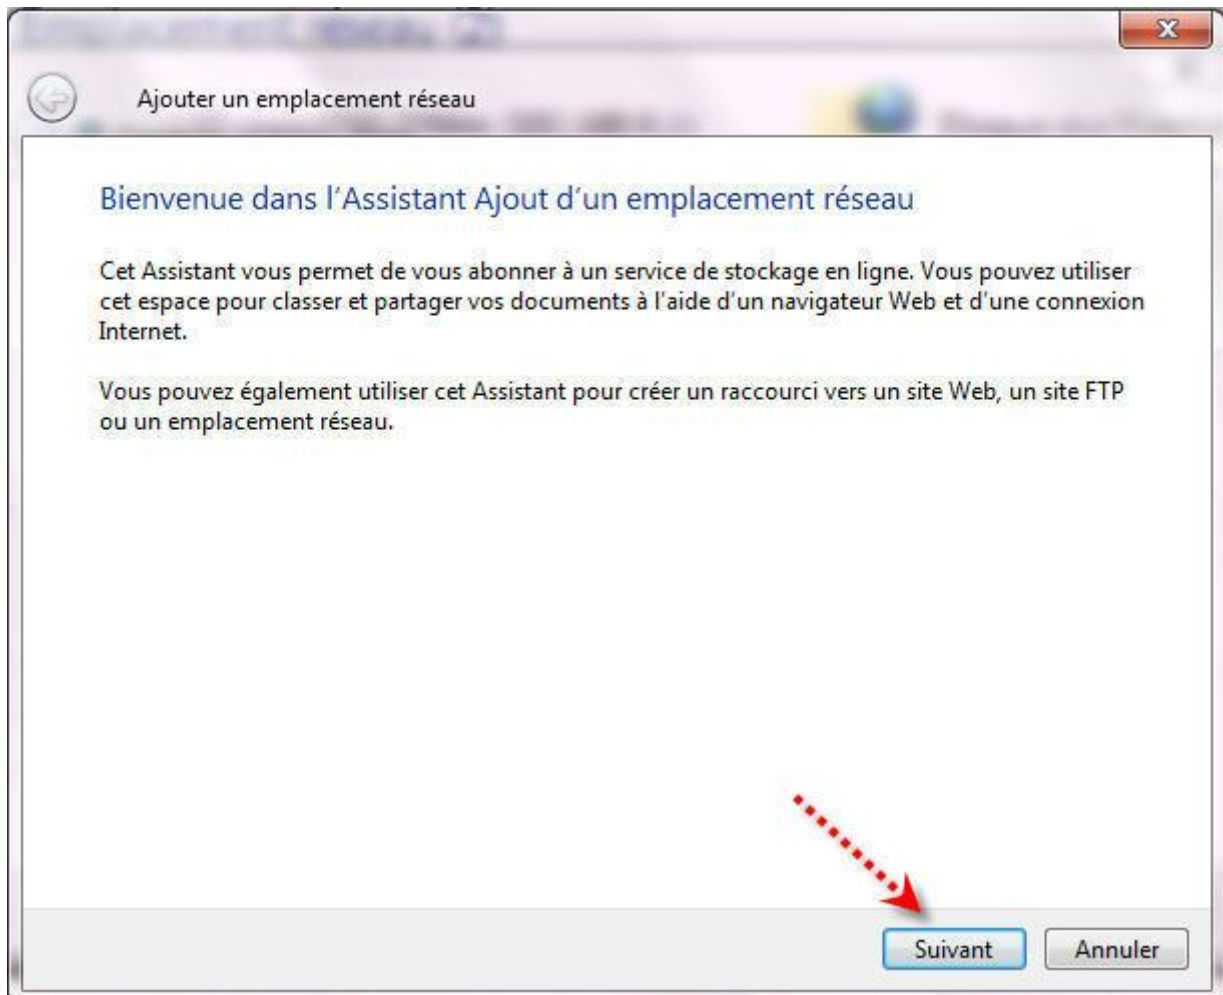 Emplacement réseau (2)
Ajouter un emplacement réseau
Bienvenue dans l'Assistant Ajout d'un emplacement réseau
Cet Assistant vous permet de vous abonner à un service de stockage en ligne. Vous pouvez utiliser
cet espace pour classer et partager vos documents à l'aide d'un navigateur Web et d'une connexion
Internet.
Vous pouvez également utiliser cet Assistant pour créer un raccourci vers un site Web, un site FTP
ou un emplacement réseau.
Suivant Annuler